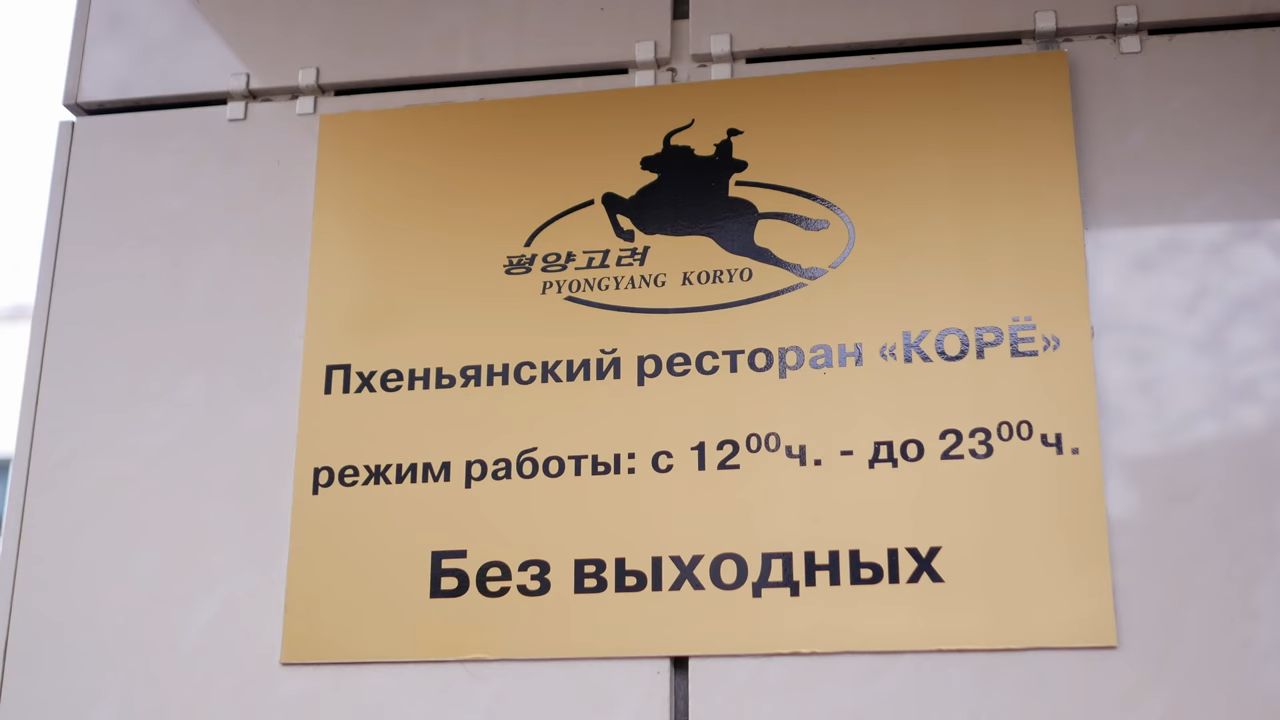 평양고려
PYONGYANG KORYO
Пхеньянский ресторан «КОРЁ»
режим работы: с 12⁰⁰ч. - до 23⁰⁰ч.
Без выходных